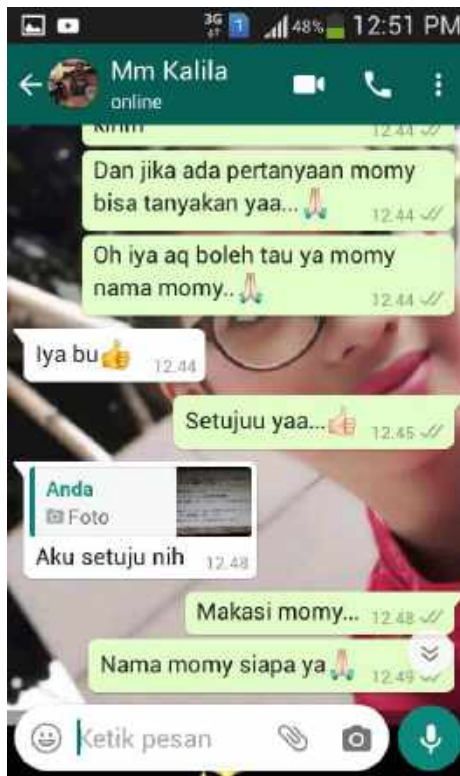 3G
1
48%
12:51 PM
Mm Kalila
online
kirim
12.44
Dan jika ada pertanyaan momy
bisa tanyakan yaa...🙏🏻
12.44
Oh iya aq boleh tau ya momy
nama momy..🙏🏻
12.44
Iya bu👍
12.44
Setujuu yaa...👍🏻
12.45
Anda
Foto
Aku setuju nih
12.48
Makasi momy...
12.48
Nama momy siapa ya🙏🏻
12.49
Ketik pesan